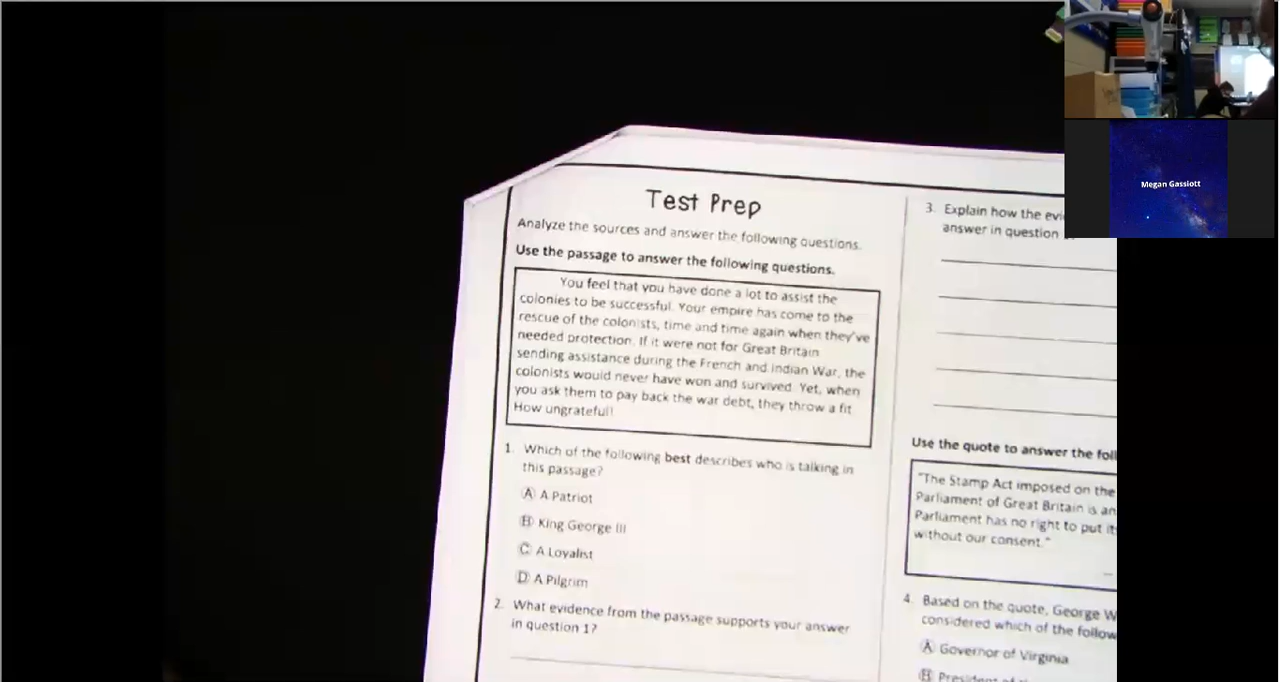 Test Prep
Analyze the sources and answer the following questions.
Use the passage to answer the following questions.
You feel that you have done a lot to assist the
colonies to be successful. Your empire has come to the
rescue of the colonists, time and time again when they've
needed protection. If it were not for Great Britain
sending assistance during the French and Indian War, the
colonists would never have won and survived. Yet, when
you ask them to pay back the war debt, they throw a fit.
How ungrateful!
1. Which of the following best describes who is talking in
this passage?
A A Patriot
B King George III
C A Loyalist
D A Pilgrim
2. What evidence from the passage supports your answer
in question 1?
3. Explain how the
answer in question
Use the quote to answer the
"The Stamp Act imposed on the
Parliament of Great Britain is an
Parliament has no right to put
without our consent."
4. Based on the quote, George
considered which of the
A Governor of Virginia
B
Megan Gassiott